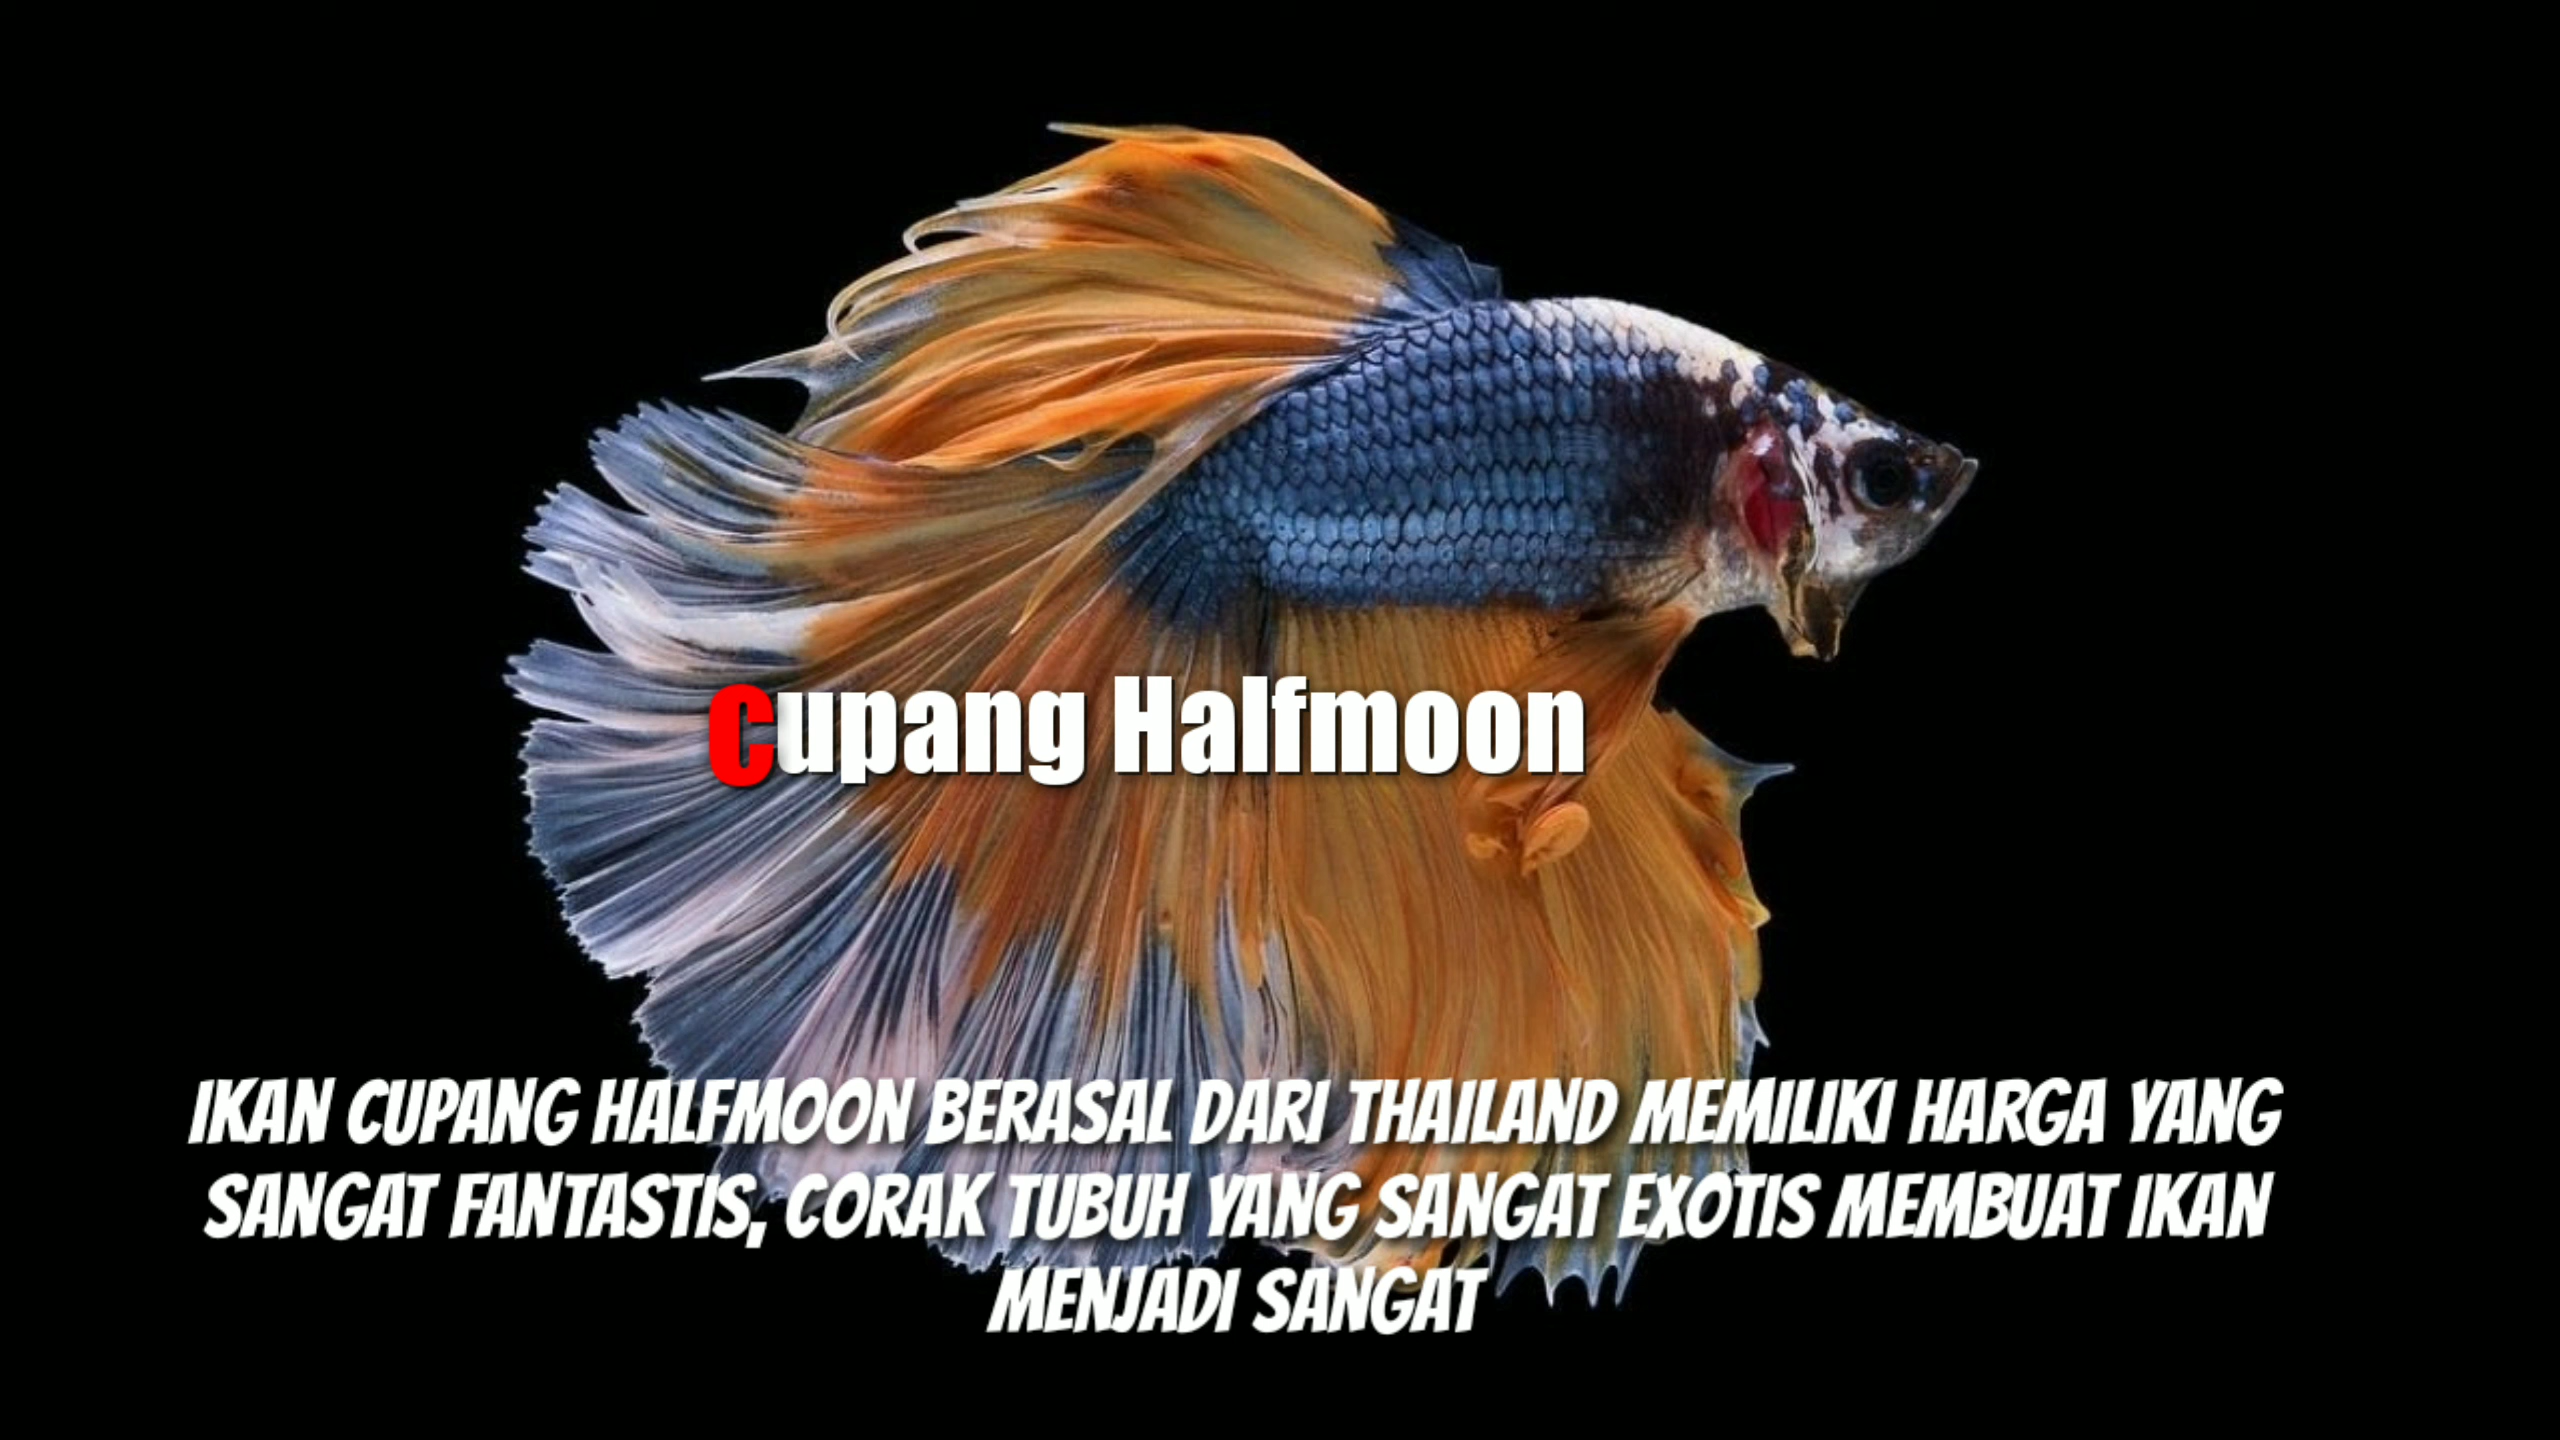 Cupang Halfmoon
IKAN CUPANG HALFMOON BERASAL DARI THAILAND MEMILIKI HARGA YANG
SANGAT FANTASTIS, CORAK TUBUH YANG SANGAT EXOTIS MEMBUAT IKAN
MENJADI SANGAT